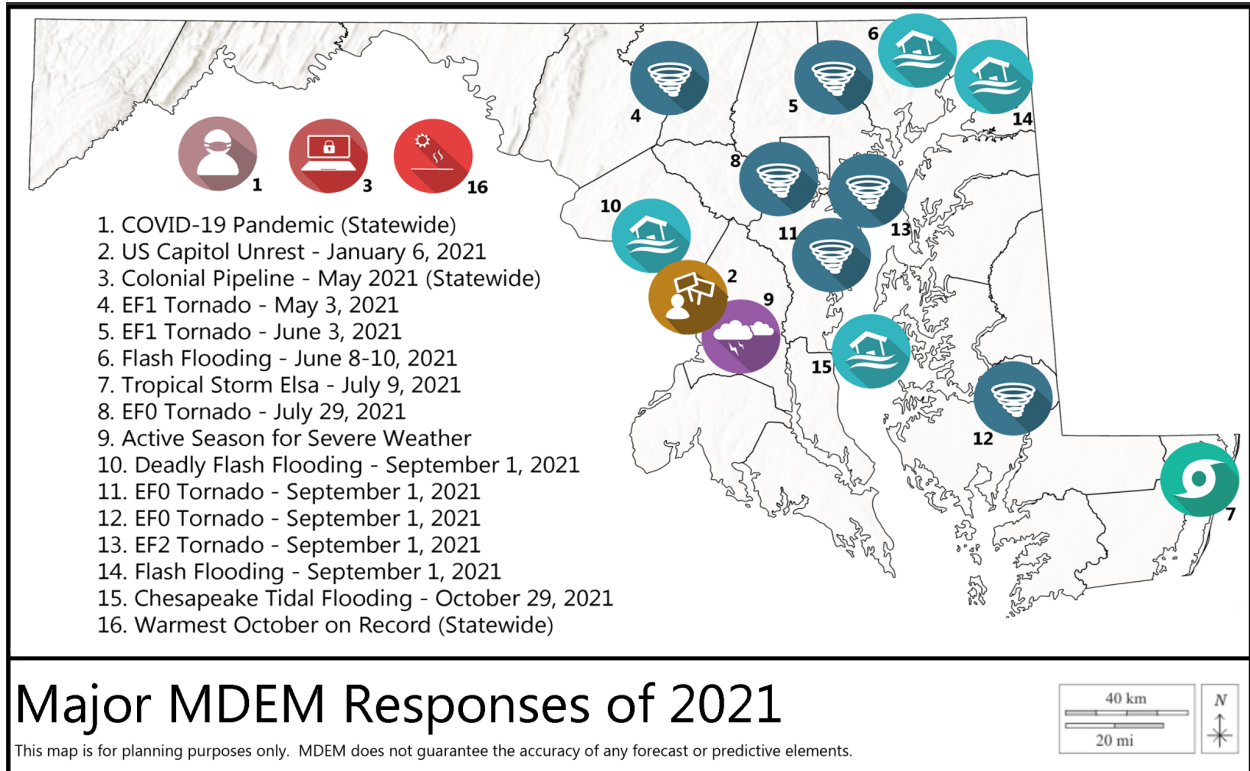 6
4
5
14
8
1
3
16
10
13
11
2
9
15
12
7
1. COVID-19 Pandemic (Statewide)
2. US Capitol Unrest - January 6, 2021
3. Colonial Pipeline - May 2021 (Statewide)
4. EF1 Tornado - May 3, 2021
5. EF1 Tornado - June 3, 2021
6. Flash Flooding - June 8-10, 2021
7. Tropical Storm Elsa - July 9, 2021
8. EF0 Tornado - July 29, 2021
9. Active Season for Severe Weather
10. Deadly Flash Flooding - September 1, 2021
11. EF0 Tornado - September 1, 2021
12. EF0 Tornado - September 1, 2021
13. EF2 Tornado - September 1, 2021
14. Flash Flooding - September 1, 2021
15. Chesapeake Tidal Flooding - October 29, 2021
16. Warmest October on Record (Statewide)
Major MDEM Responses of 2021
This map is for planning purposes only. MDEM does not guarantee the accuracy of any forecast or predictive elements.
40 km
20 mi
N